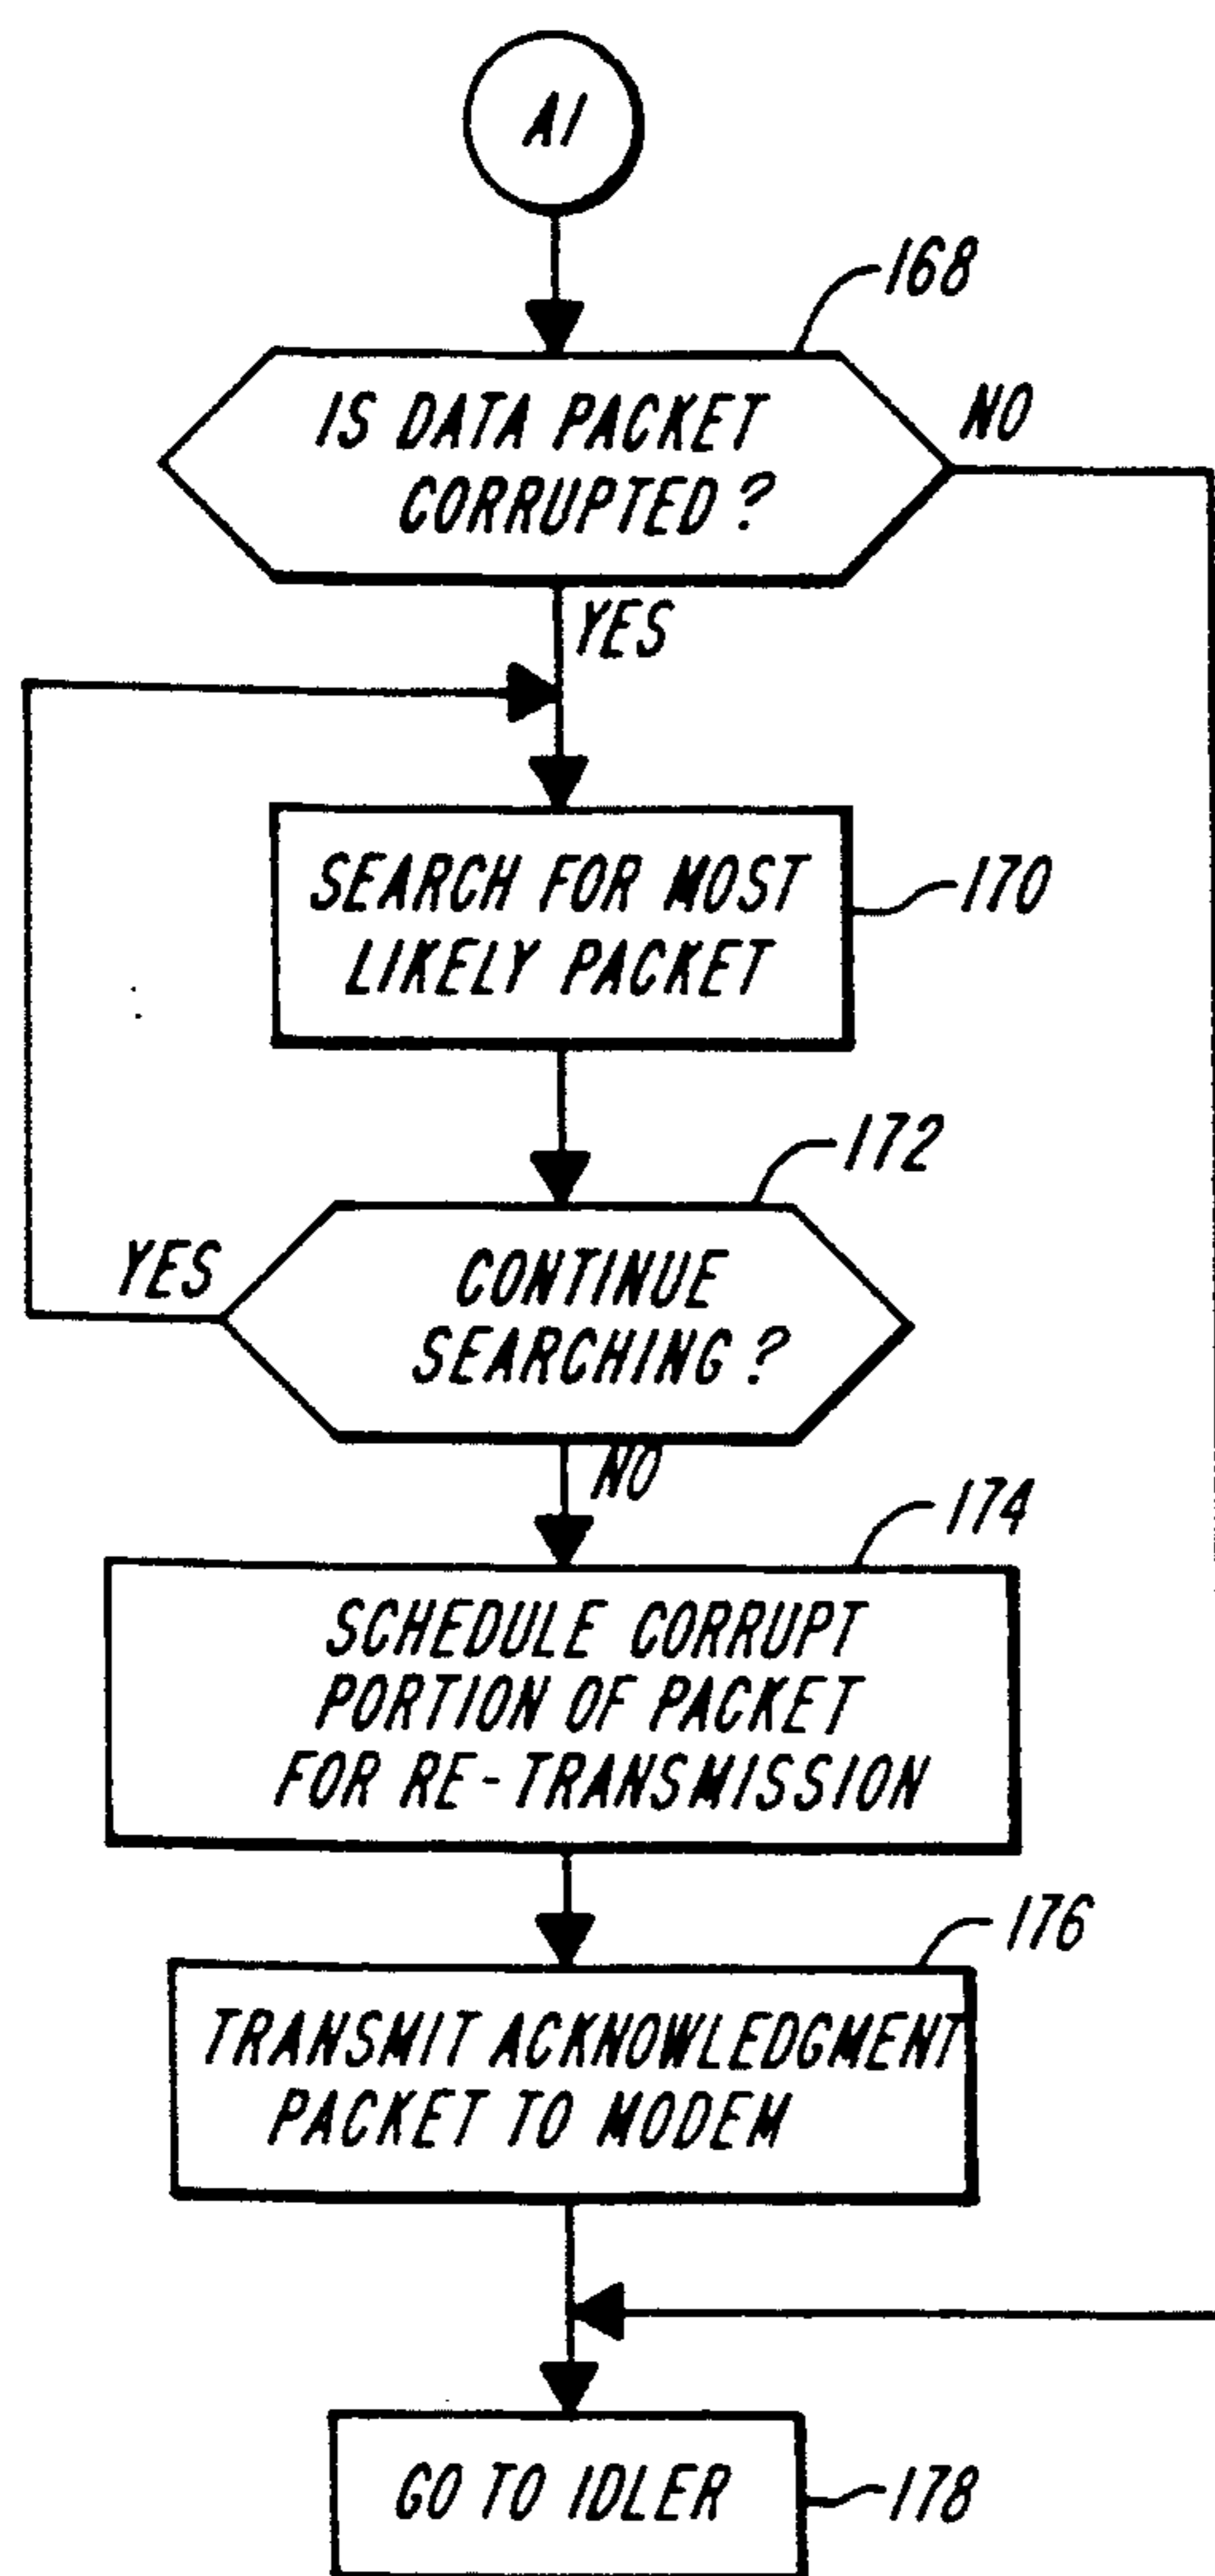 A1
168
IS DATA PACKET
CORRUPTED?
NO
YES
SEARCH FOR MOST
LIKELY PACKET
170
172
YES
CONTINUE
SEARCHING?
NO
174
SCHEDULE CORRUPT
PORTION OF PACKET
FOR RE-TRANSMISSION
176
TRANSMIT ACKNOWLEDGMENT
PACKET TO MODEM
GO TO IDLER
178